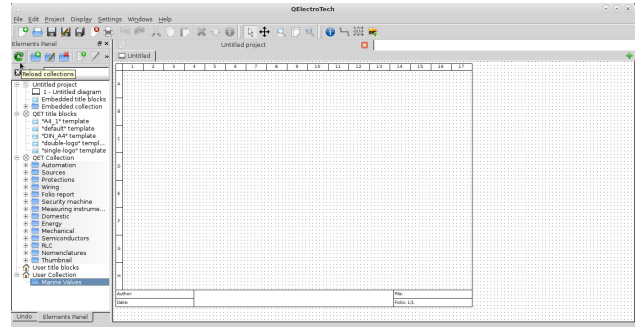 QElectroTech
File Edit Project Display Settings Windows Help
Elements Panel
Untitled project
Untitled
Reload collections
1 2 3 4 5 6 7 8 9 10 11 12 13 14 15 16 17
A
B
C
D
E
F
G
H
Untitled project
1 - Untitled diagram
Embedded title blocks
Embedded collection
QET title blocks
"A4_1" template
"default" template
"DIN_A4" template
"double-logo" templ...
"single-logo" template
QET Collection
Automation
Sources
Protections
Wiring
Folio report
Security machine
Measuring instrume...
Domestic
Energy
Mechanical
Semiconductors
RLC
Nomenclatures
Thumbnail
User title blocks
User Collection
Marine Valves
Author:
File:
Date:
Folio: 1/1
Undo Elements Panel